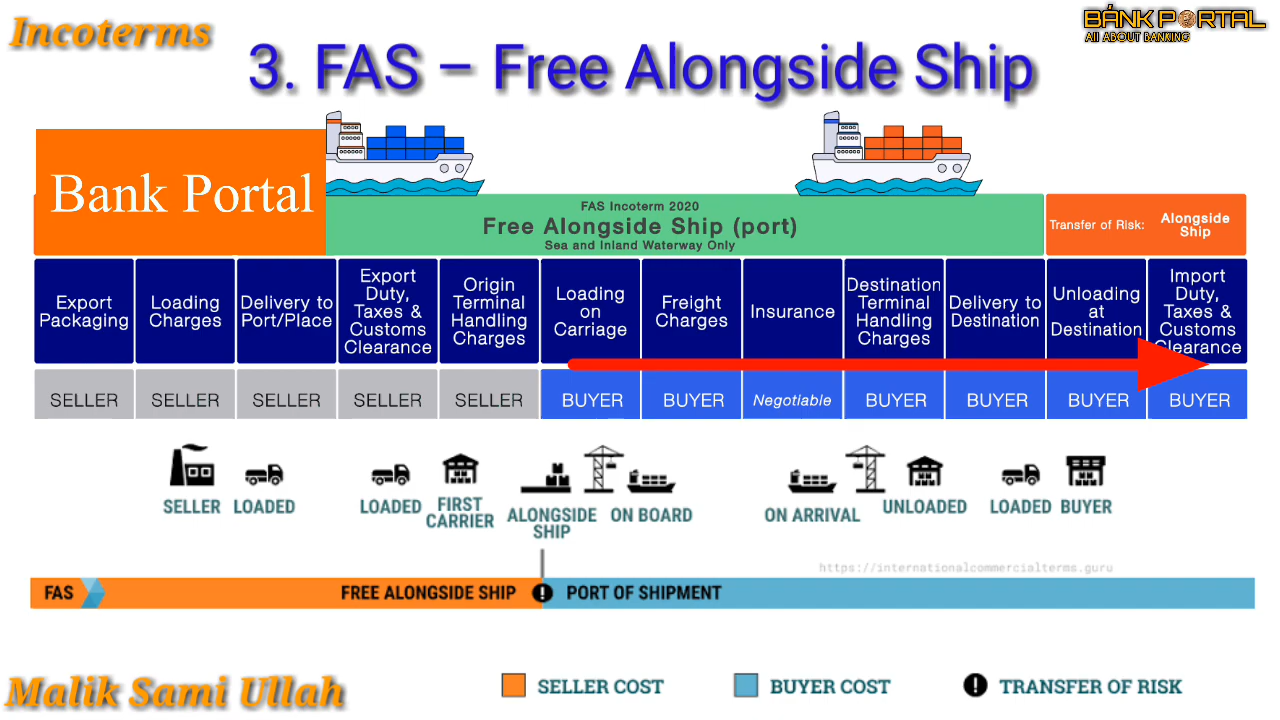 Incoterms
BÁNK PORTAL
All ABOUT BANKING
3. FAS – Free Alongside Ship
Bank Portal
FAS Incoterm 2020
Free Alongside Ship (port)
Sea and Inland Waterway Only
Transfer of Risk:
Alongside
Ship
Export
Packaging
Loading
Charges
Delivery to
Port/Place
Export
Duty,
Taxes &
Customs
Clearance
Origin
Terminal
Handling
Charges
Loading
on
Carriage
Freight
Charges
Insurance
Destination
Terminal
Handling
Charges
Delivery to
Destination
Unloading
at
Destination
Import
Duty,
Taxes &
Customs
Clearance
SELLER
SELLER
SELLER
SELLER
SELLER
BUYER
BUYER
Negotiable
BUYER
BUYER
BUYER
BUYER
SELLER
LOADED
LOADED
FIRST
CARRIER
ALONGSIDE
SHIP
ON BOARD
ON ARRIVAL
UNLOADED
LOADED
BUYER
https://internationalcommercialterms.guru
FAS
FREE ALONGSIDE SHIP
PORT OF SHIPMENT
Malik Sami Ullah
SELLER COST
BUYER COST
TRANSFER OF RISK